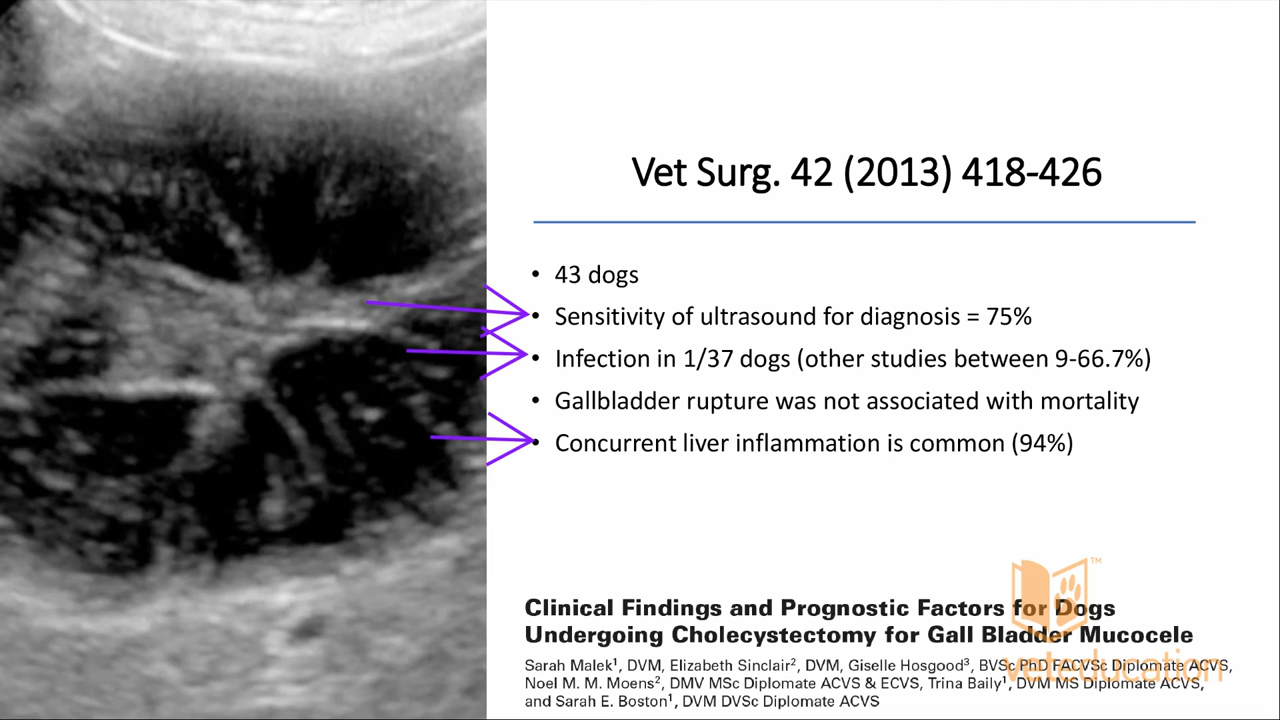 Vet Surg. 42 (2013) 418-426
• 43 dogs
• Sensitivity of ultrasound for diagnosis = 75%
• Infection in 1/37 dogs (other studies between 9-66.7%)
• Gallbladder rupture was not associated with mortality
• Concurrent liver inflammation is common (94%)
Clinical Findings and Prognostic Factors for Dogs
Undergoing Cholecystectomy for Gall Bladder Mucocele
Sarah Malek¹, DVM, Elizabeth Sinclair², DVM, Giselle Hosgood³, BVSc PhD FACVSc Diplomate ACVS,
Noel M. M. Moens², DMV MSc Diplomate ACVS & ECVS, Trina Baily¹, DVM MS Diplomate ACVS,
and Sarah E. Boston¹, DVM DVSc Diplomate ACVS
TM
veteducation